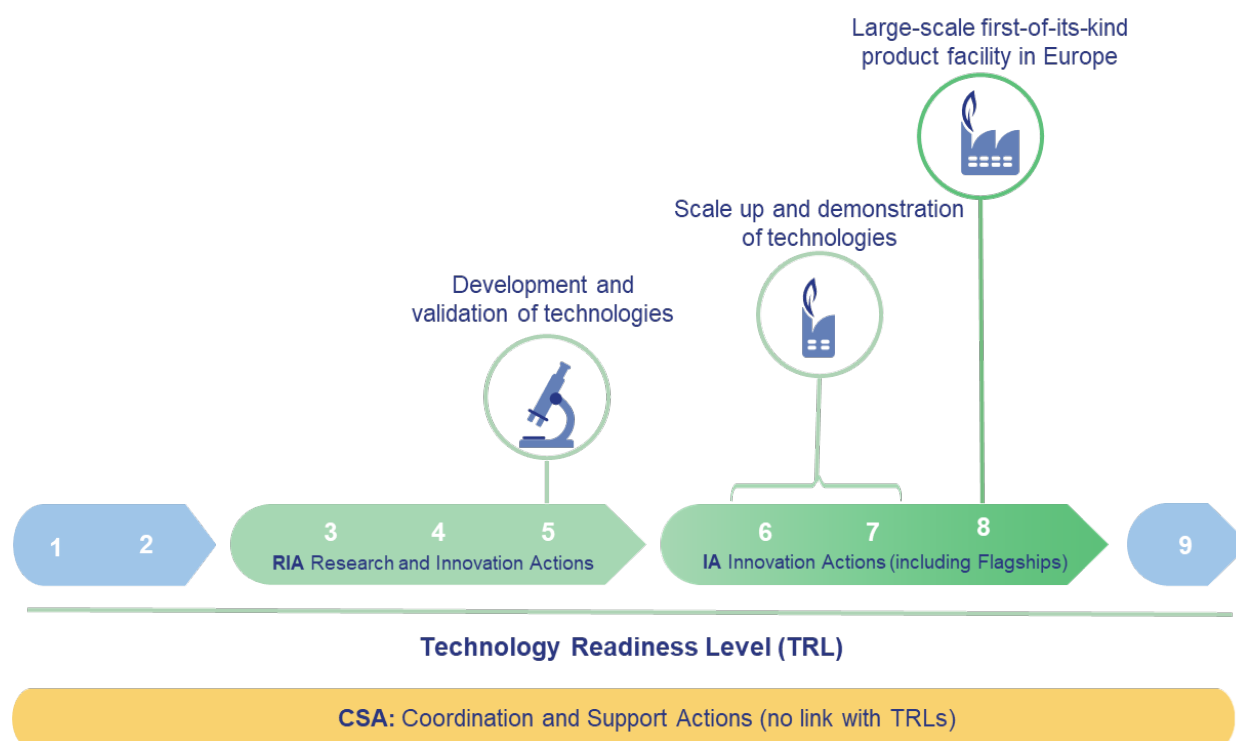 Large-scale first-of-its-kind
product facility in Europe
Scale up and demonstration
of technologies
Development and
validation of technologies
1 2 3 4 5 6 7 8 9
RIA Research and Innovation Actions
IA Innovation Actions (including Flagships)
Technology Readiness Level (TRL)
CSA: Coordination and Support Actions (no link with TRLs)